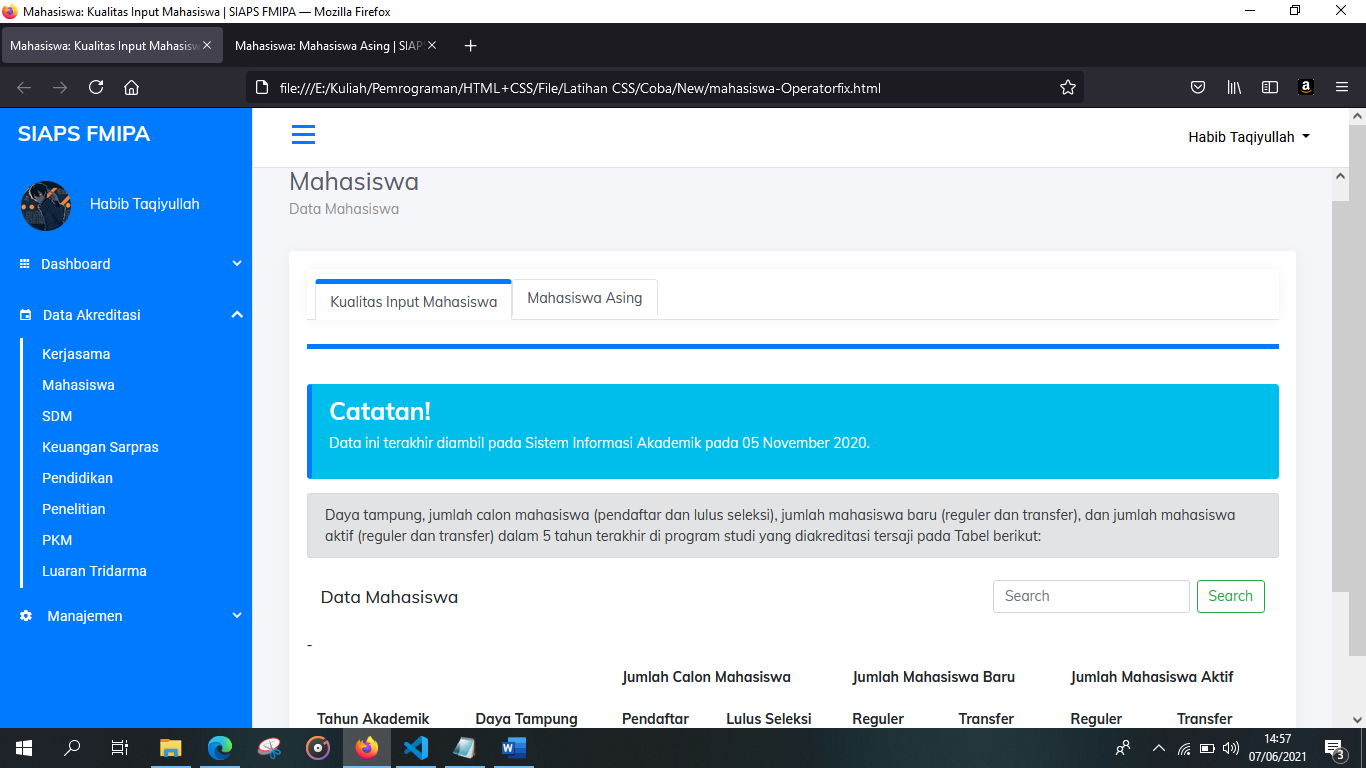 Mahasiswa: Kualitas Input Mahasiswa | SIAPS FMIPA — Mozilla Firefox
Mahasiswa: Kualitas Input Mahasisw
Mahasiswa: Mahasiswa Asing | SIAP
file:///E:/Kuliah/Pemrograman/HTML+CSS/File/Latihan CSS/Coba/New/mahasiswa-Operatorfix.html
SIAPS FMIPA
Habib Taqiyullah
Habib Taqiyullah
Dashboard
Data Akreditasi
Kerjasama
Mahasiswa
SDM
Keuangan Sarpras
Pendidikan
Penelitian
PKM
Luaran Tridarma
Manajemen
Mahasiswa
Data Mahasiswa
Kualitas Input Mahasiswa
Mahasiswa Asing
Catatan!
Data ini terakhir diambil pada Sistem Informasi Akademik pada 05 November 2020.
Daya tampung, jumlah calon mahasiswa (pendaftar dan lulus seleksi), jumlah mahasiswa baru (reguler dan transfer), dan jumlah mahasiswa
aktif (reguler dan transfer) dalam 5 tahun terakhir di program studi yang diakreditasi tersaji pada Tabel berikut:
Data Mahasiswa
Search
Search
-
Jumlah Calon Mahasiswa Jumlah Mahasiswa Baru Jumlah Mahasiswa Aktif
Tahun Akademik Daya Tampung Pendaftar Lulus Seleksi Reguler Transfer Reguler Transfer
14:57
07/06/2021
3